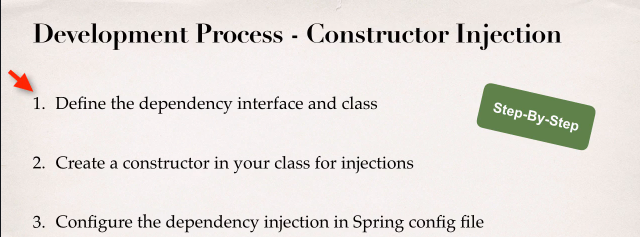 Development Process - Constructor Injection
1. Define the dependency interface and class
Step-By-Step
2. Create a constructor in your class for injections
3. Configure the dependency injection in Spring config file